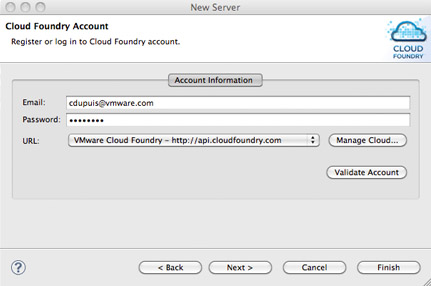 New Server
Cloud Foundry Account
Register or log in to Cloud Foundry account.
CLOUD
FOUNDRY
Account Information
Email: cdupuis@vmware.com
Password: ••••••••
URL: VMware Cloud Foundry – http://api.cloudfoundry.com Manage Cloud...
Validate Account
? < Back Next > Cancel Finish